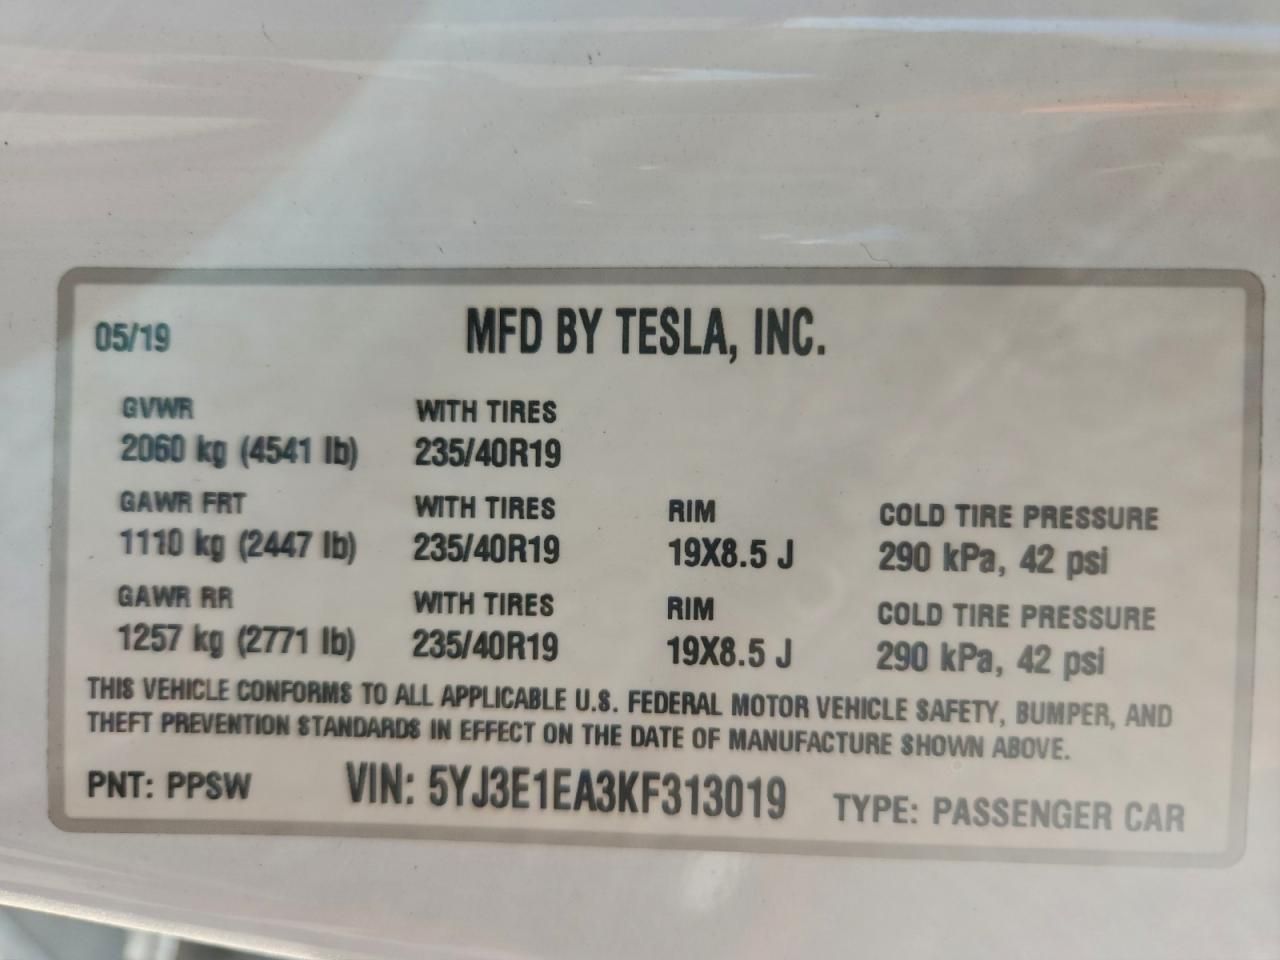 05/19 MFD BY TESLA, INC.
GVWR WITH TIRES
2060 kg (4541 lb) 235/40R19
GAWR FRT WITH TIRES RIM COLD TIRE PRESSURE
1110 kg (2447 lb) 235/40R19 19X8.5 J 290 kPa, 42 psi
GAWR RR WITH TIRES RIM COLD TIRE PRESSURE
1257 kg (2771 lb) 235/40R19 19X8.5 J 290 kPa, 42 psi
THIS VEHICLE CONFORMS TO ALL APPLICABLE U.S. FEDERAL MOTOR VEHICLE SAFETY, BUMPER, AND
THEFT PREVENTION STANDARDS IN EFFECT ON THE DATE OF MANUFACTURE SHOWN ABOVE.
PNT: PPSW VIN: 5YJ3E1EA3KF313019 TYPE: PASSENGER CAR